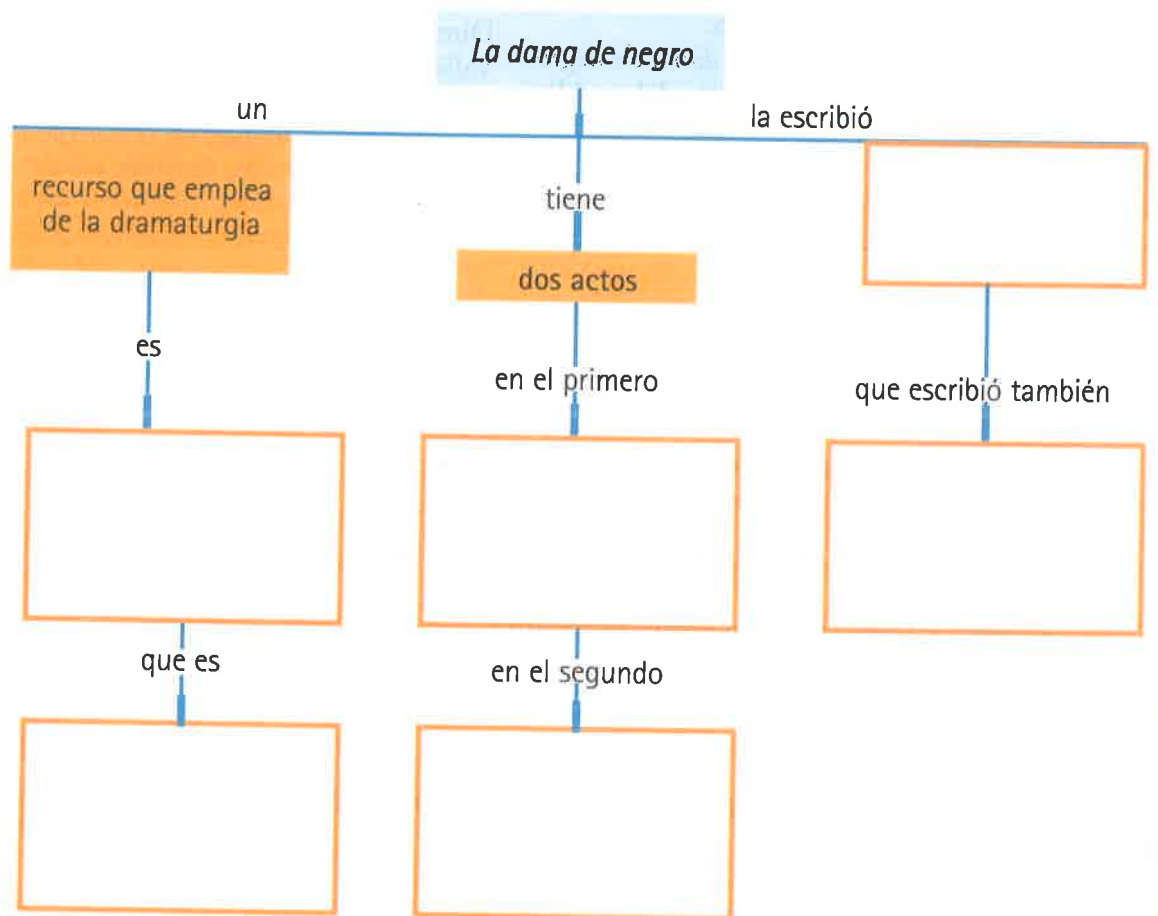 La dama de negro
un
la escribió
recurso que emplea
de la dramaturgia
tiene
dos actos
es
en el primero
que escribió también
que es
en el segundo